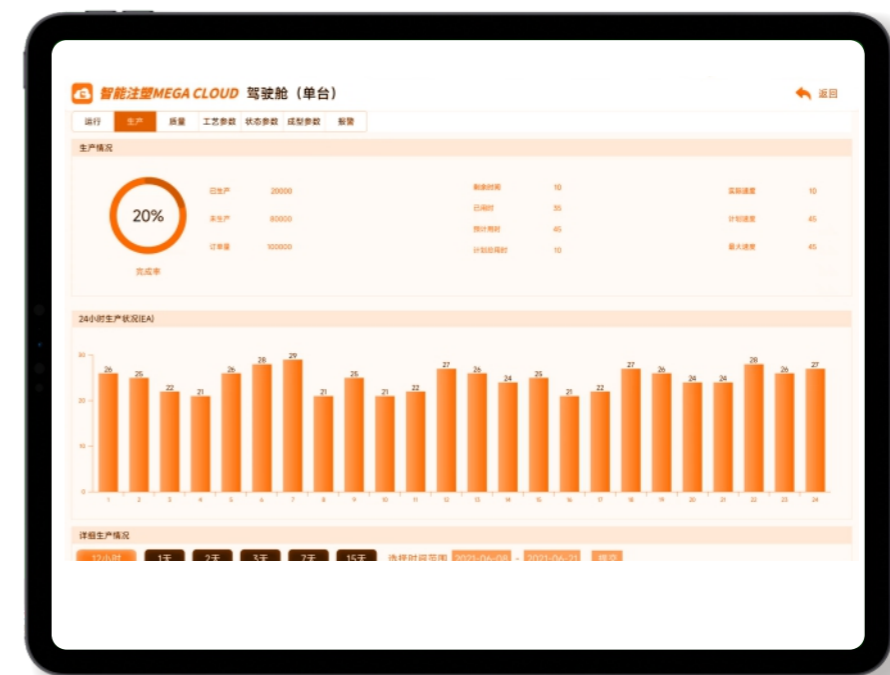 智能注塑MEGA CLOUD 驾驶舱（单台） 返回
运行 生产 质量 工艺参数 状态参数 成型参数 报警
生产情况
20%
完成率
已生产 20000
未生产 80000
订单量 100000
剩余时间 10
已用时 35
预计用时 45
计划总用时 10
实际速度 10
计划速度 45
最大速度 45
24小时生产状况(EA)
30
20
10
0
26 25 22 21 26 28 29 21 25 21 22 27 26 24 25 21 22 27 26 24 24 28 26 27
1 2 3 4 5 6 7 8 9 10 11 12 13 14 15 16 17 18 19 20 21 22 23 24
详细生产情况
12小时 1天 2天 3天 7天 15天 选择时间范围 2021-06-08 - 2021-06-21 提交